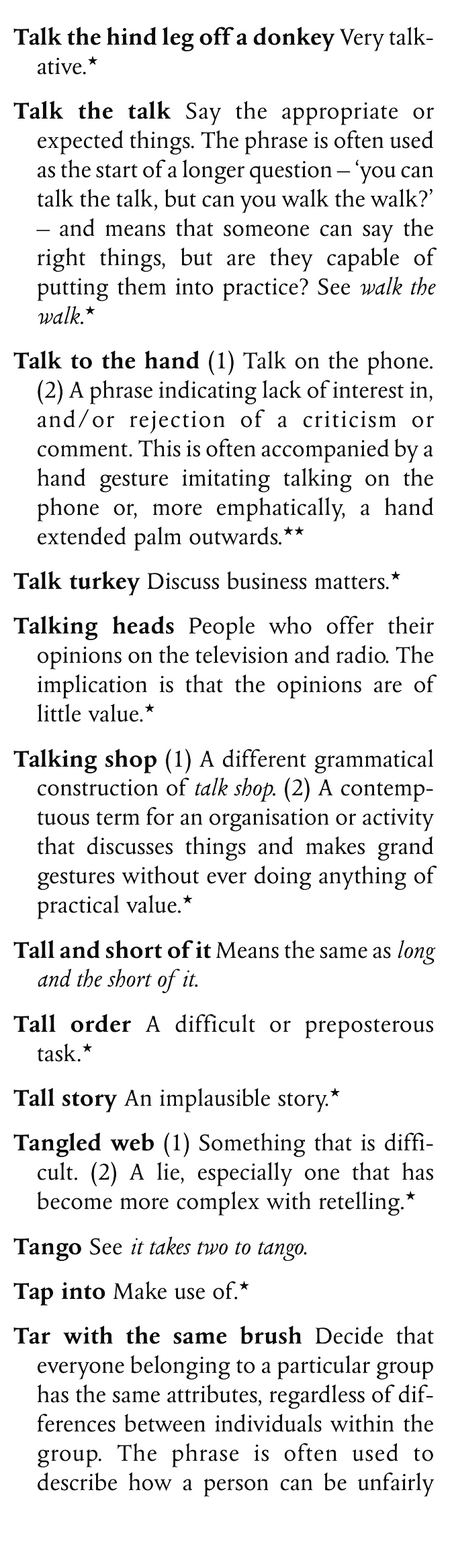 Talk the hind leg off a donkey Very talk-
ative.★
Talk the talk Say the appropriate or
expected things. The phrase is often used
as the start of a longer question – ‘you can
talk the talk, but can you walk the walk?’
– and means that someone can say the
right things, but are they capable of
putting them into practice? See walk the
walk.★
Talk to the hand (1) Talk on the phone.
(2) A phrase indicating lack of interest in,
and/or rejection of a criticism or
comment. This is often accompanied by a
hand gesture imitating talking on the
phone or, more emphatically, a hand
extended palm outwards.★★
Talk turkey Discuss business matters.★
Talking heads People who offer their
opinions on the television and radio. The
implication is that the opinions are of
little value.★
Talking shop (1) A different grammatical
construction of talk shop. (2) A contemp-
tuous term for an organisation or activity
that discusses things and makes grand
gestures without ever doing anything of
practical value.★
Tall and short of it Means the same as long
and the short of it.
Tall order A difficult or preposterous
task.★
Tall story An implausible story.★
Tangled web (1) Something that is diffi-
cult. (2) A lie, especially one that has
become more complex with retelling.★
Tango See it takes two to tango.
Tap into Make use of.★
Tar with the same brush Decide that
everyone belonging to a particular group
has the same attributes, regardless of dif-
ferences between individuals within the
group. The phrase is often used to
describe how a person can be unfairly